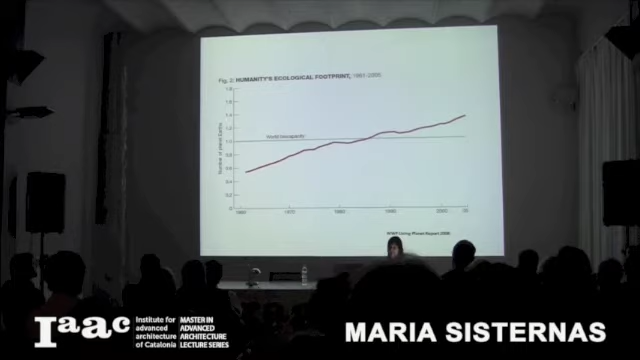 Fig. 2: HUMANITY'S ECOLOGICAL FOOTPRINT, 1961-2005
1.8
1.6
1.4
1.2
1.0
0.8
0.6
0.4
0.2
0
Number of planet Earths
World biocapacity
1960
1970
1980
1990
2000
05
WWF Living Planet Report 2008
Iaac
Institute for
advanced
architecture
of Catalonia
MASTER IN
ADVANCED
ARCHITECTURE
LECTURE SERIES
MARIA SISTERNAS